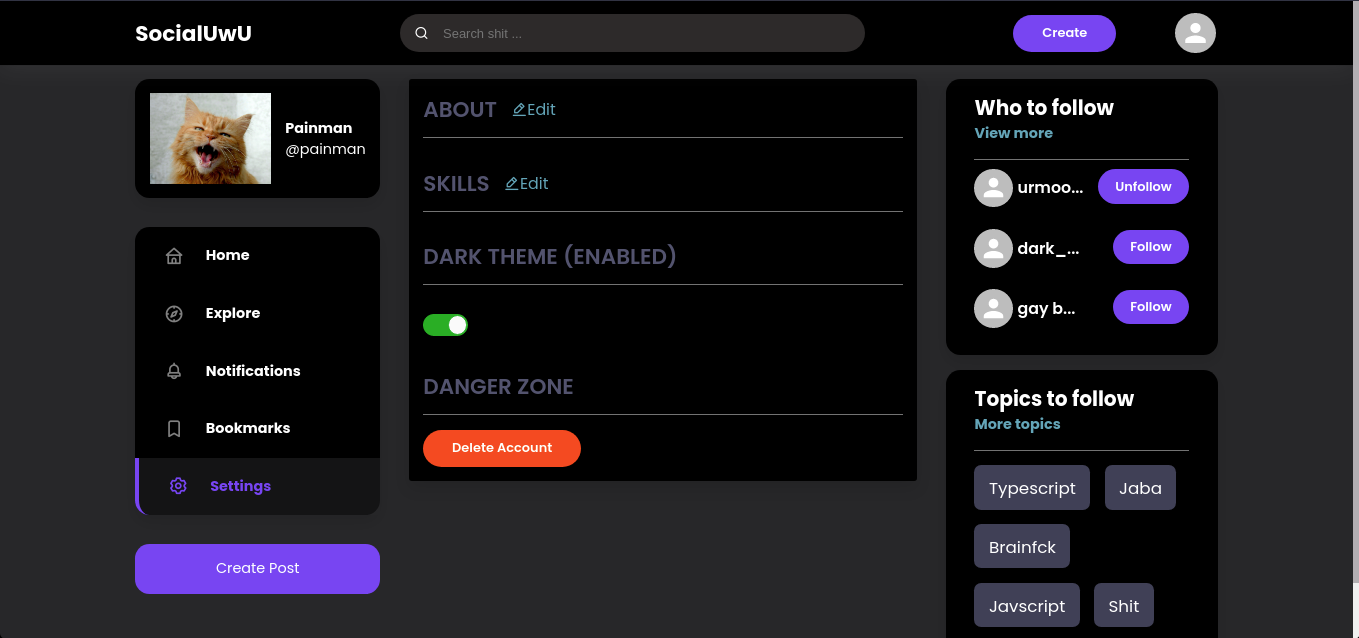 SocialUwU
Search shit ...
Create
Painman
@painman
Home
Explore
Notifications
Bookmarks
Settings
Create Post
ABOUT Edit
SKILLS Edit
DARK THEME (ENABLED)
DANGER ZONE
Delete Account
Who to follow
View more
urmoo... Unfollow
dark_... Follow
gay b... Follow
Topics to follow
More topics
Typescript Jaba
Brainfck
Javscript Shit